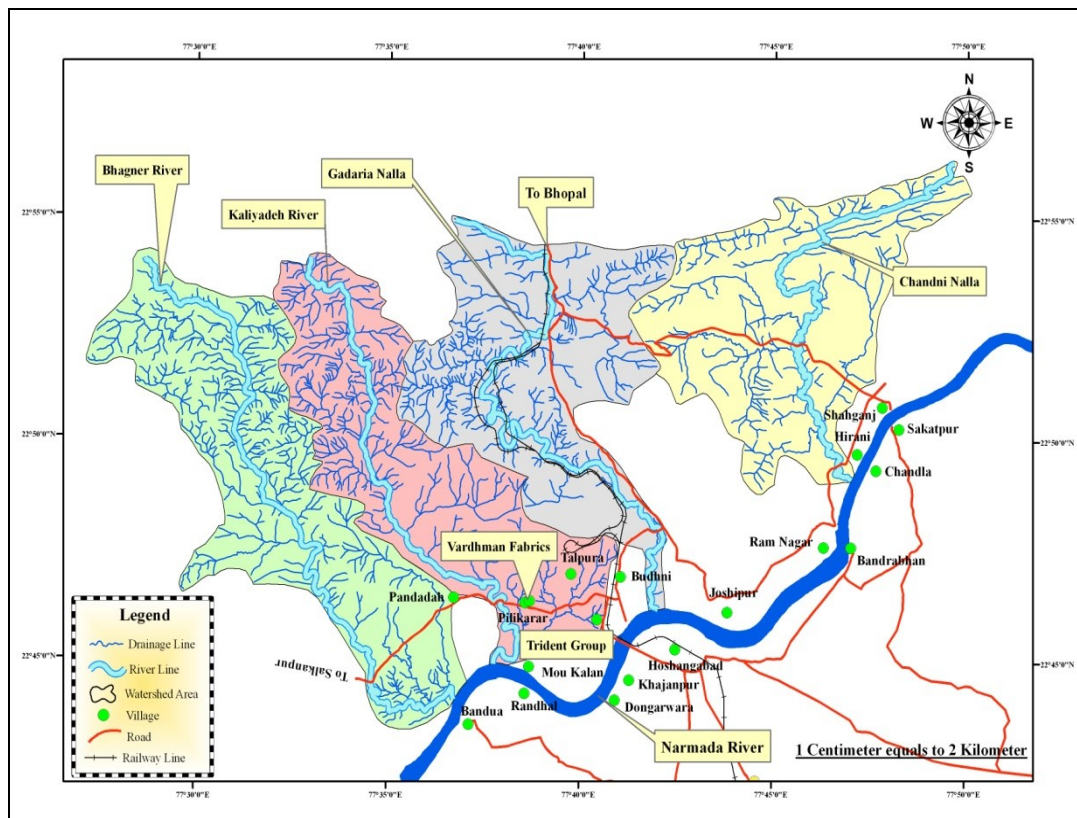 77°30'0"E 77°35'0"E 77°40'0"E 77°45'0"E 77°50'0"E
N
W E
S
Bhagner River
Gadaria Nalla
Kaliyadeh River
To Bhopal
22°55'0"N 22°55'0"N
Chandni Nalla
Shahganj
Sakatpur
22°50'0"N 22°50'0"N
Hirani
Chandla
Vardhman Fabrics
Talpura
Ram Nagar
Bandrabhan
Budhni
Pandadah
Joshipur
Pilikarar
Trident Group
22°45'0"N 22°45'0"N
To Salkanpur
Mou Kalan
Hoshangabad
Khajanpur
Randhal
Dongarwara
Bandua
Narmada River
1 Centimeter equals to 2 Kilometer
Legend
Drainage Line
River Line
Watershed Area
Village
Road
Railway Line
77°30'0"E 77°35'0"E 77°40'0"E 77°45'0"E 77°50'0"E